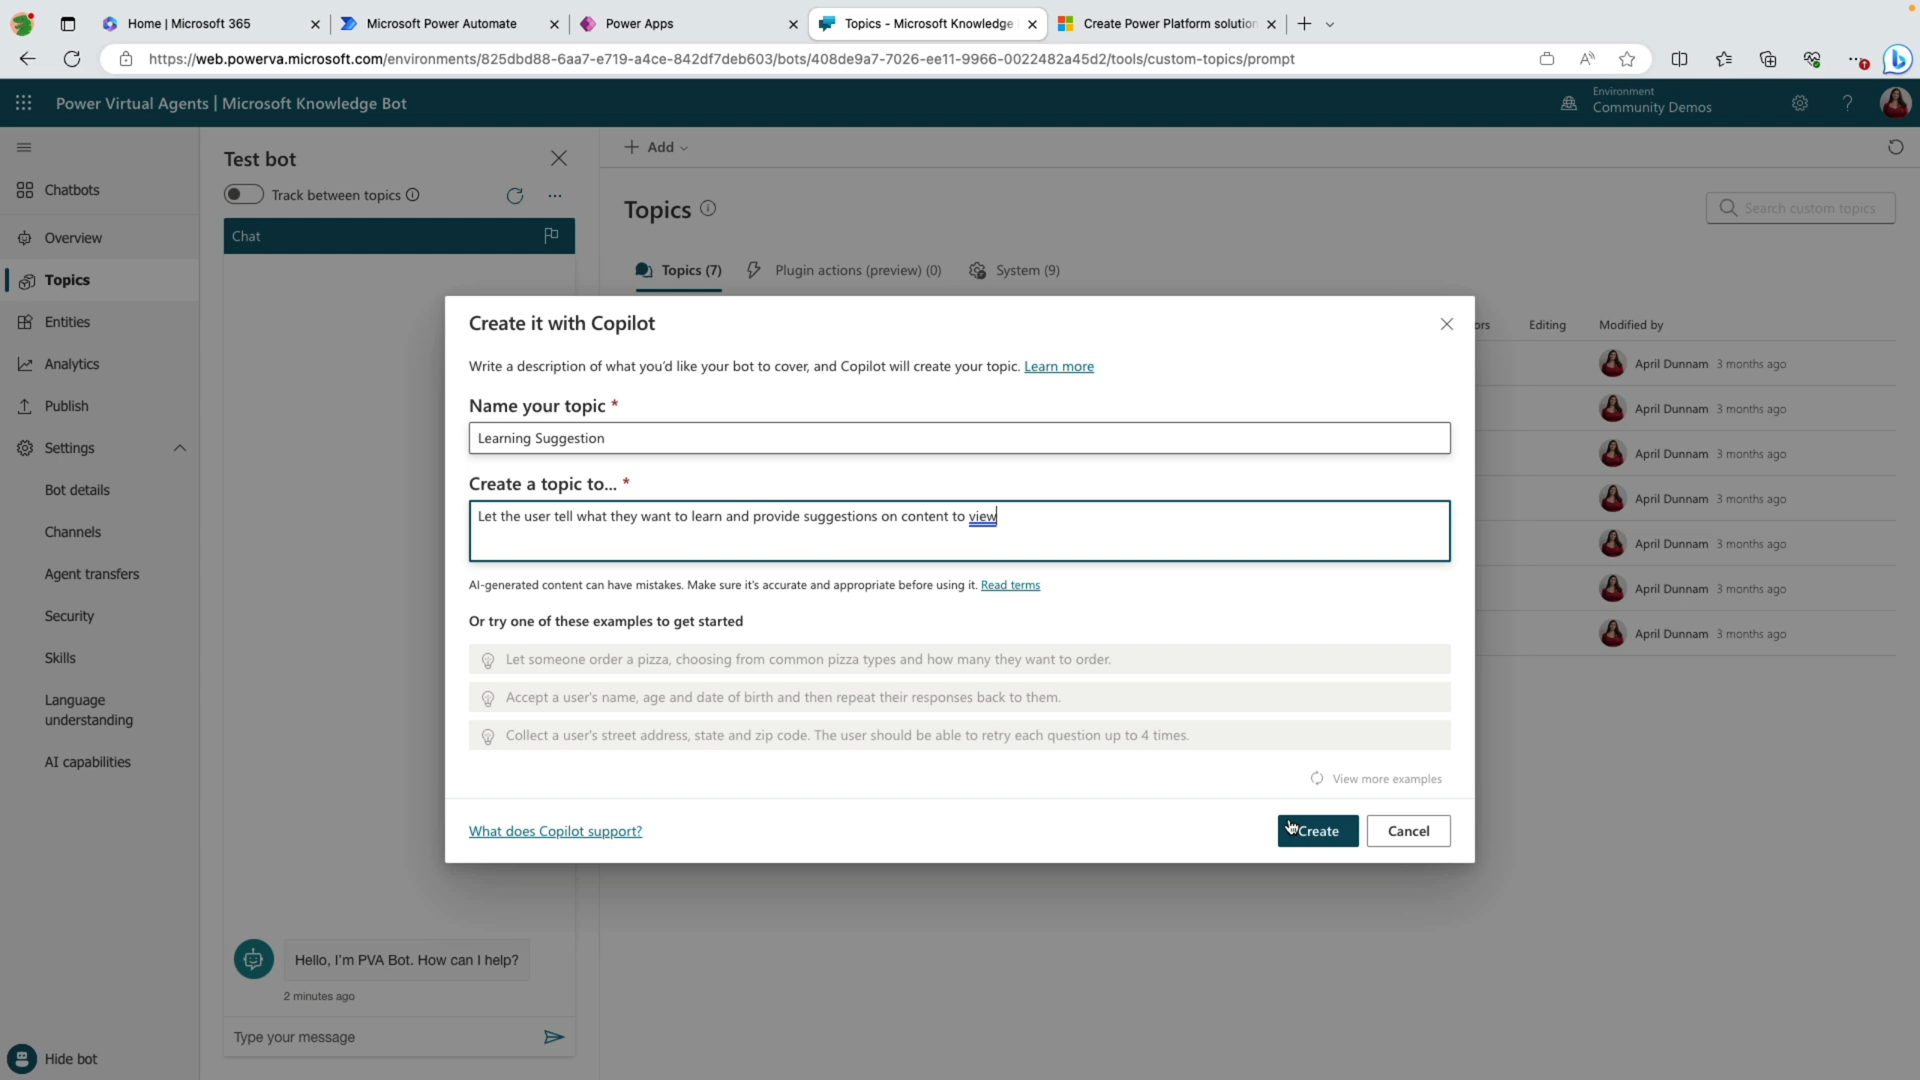 Home | Microsoft 365
Microsoft Power Automate
Power Apps
Topics - Microsoft Knowledge
Create Power Platform solution
https://web.powerva.microsoft.com/environments/825dbd88-6aa7-e719-a4ce-842df7deb603/bots/408de9a7-7026-ee11-9966-0022482a45d2/tools/custom-topics/prompt
Power Virtual Agents | Microsoft Knowledge Bot
Environment
Community Demos
Chatbots
Overview
Topics
Entities
Analytics
Publish
Settings
Bot details
Channels
Agent transfers
Security
Skills
Language
understanding
AI capabilities
Hide bot
Test bot
Track between topics
Chat
Hello, I'm PVA Bot. How can I help?
2 minutes ago
Type your message
Add
Topics
Search custom topics
Topics (7)
Plugin actions (preview) (0)
System (9)
Editing
Modified by
April Dunnam 3 months ago
April Dunnam 3 months ago
April Dunnam 3 months ago
April Dunnam 3 months ago
April Dunnam 3 months ago
April Dunnam 3 months ago
April Dunnam 3 months ago
Create it with Copilot
Write a description of what you'd like your bot to cover, and Copilot will create your topic. Learn more
Name your topic *
Learning Suggestion
Create a topic to... *
Let the user tell what they want to learn and provide suggestions on content to view
AI-generated content can have mistakes. Make sure it's accurate and appropriate before using it. Read terms
Or try one of these examples to get started
Let someone order a pizza, choosing from common pizza types and how many they want to order.
Accept a user's name, age and date of birth and then repeat their responses back to them.
Collect a user's street address, state and zip code. The user should be able to retry each question up to 4 times.
View more examples
What does Copilot support?
Create
Cancel